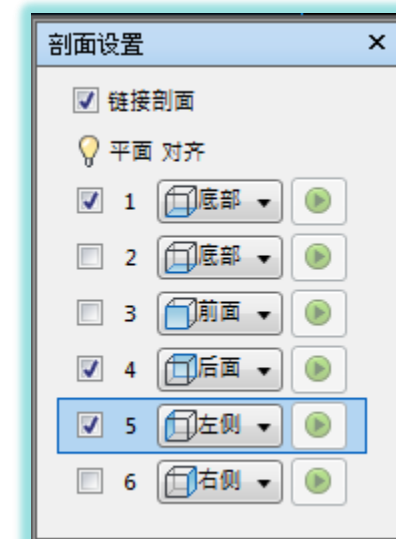 剖面设置
链接剖面
平面 对齐
1 底部
2 底部
3 前面
4 后面
5 左侧
6 右侧